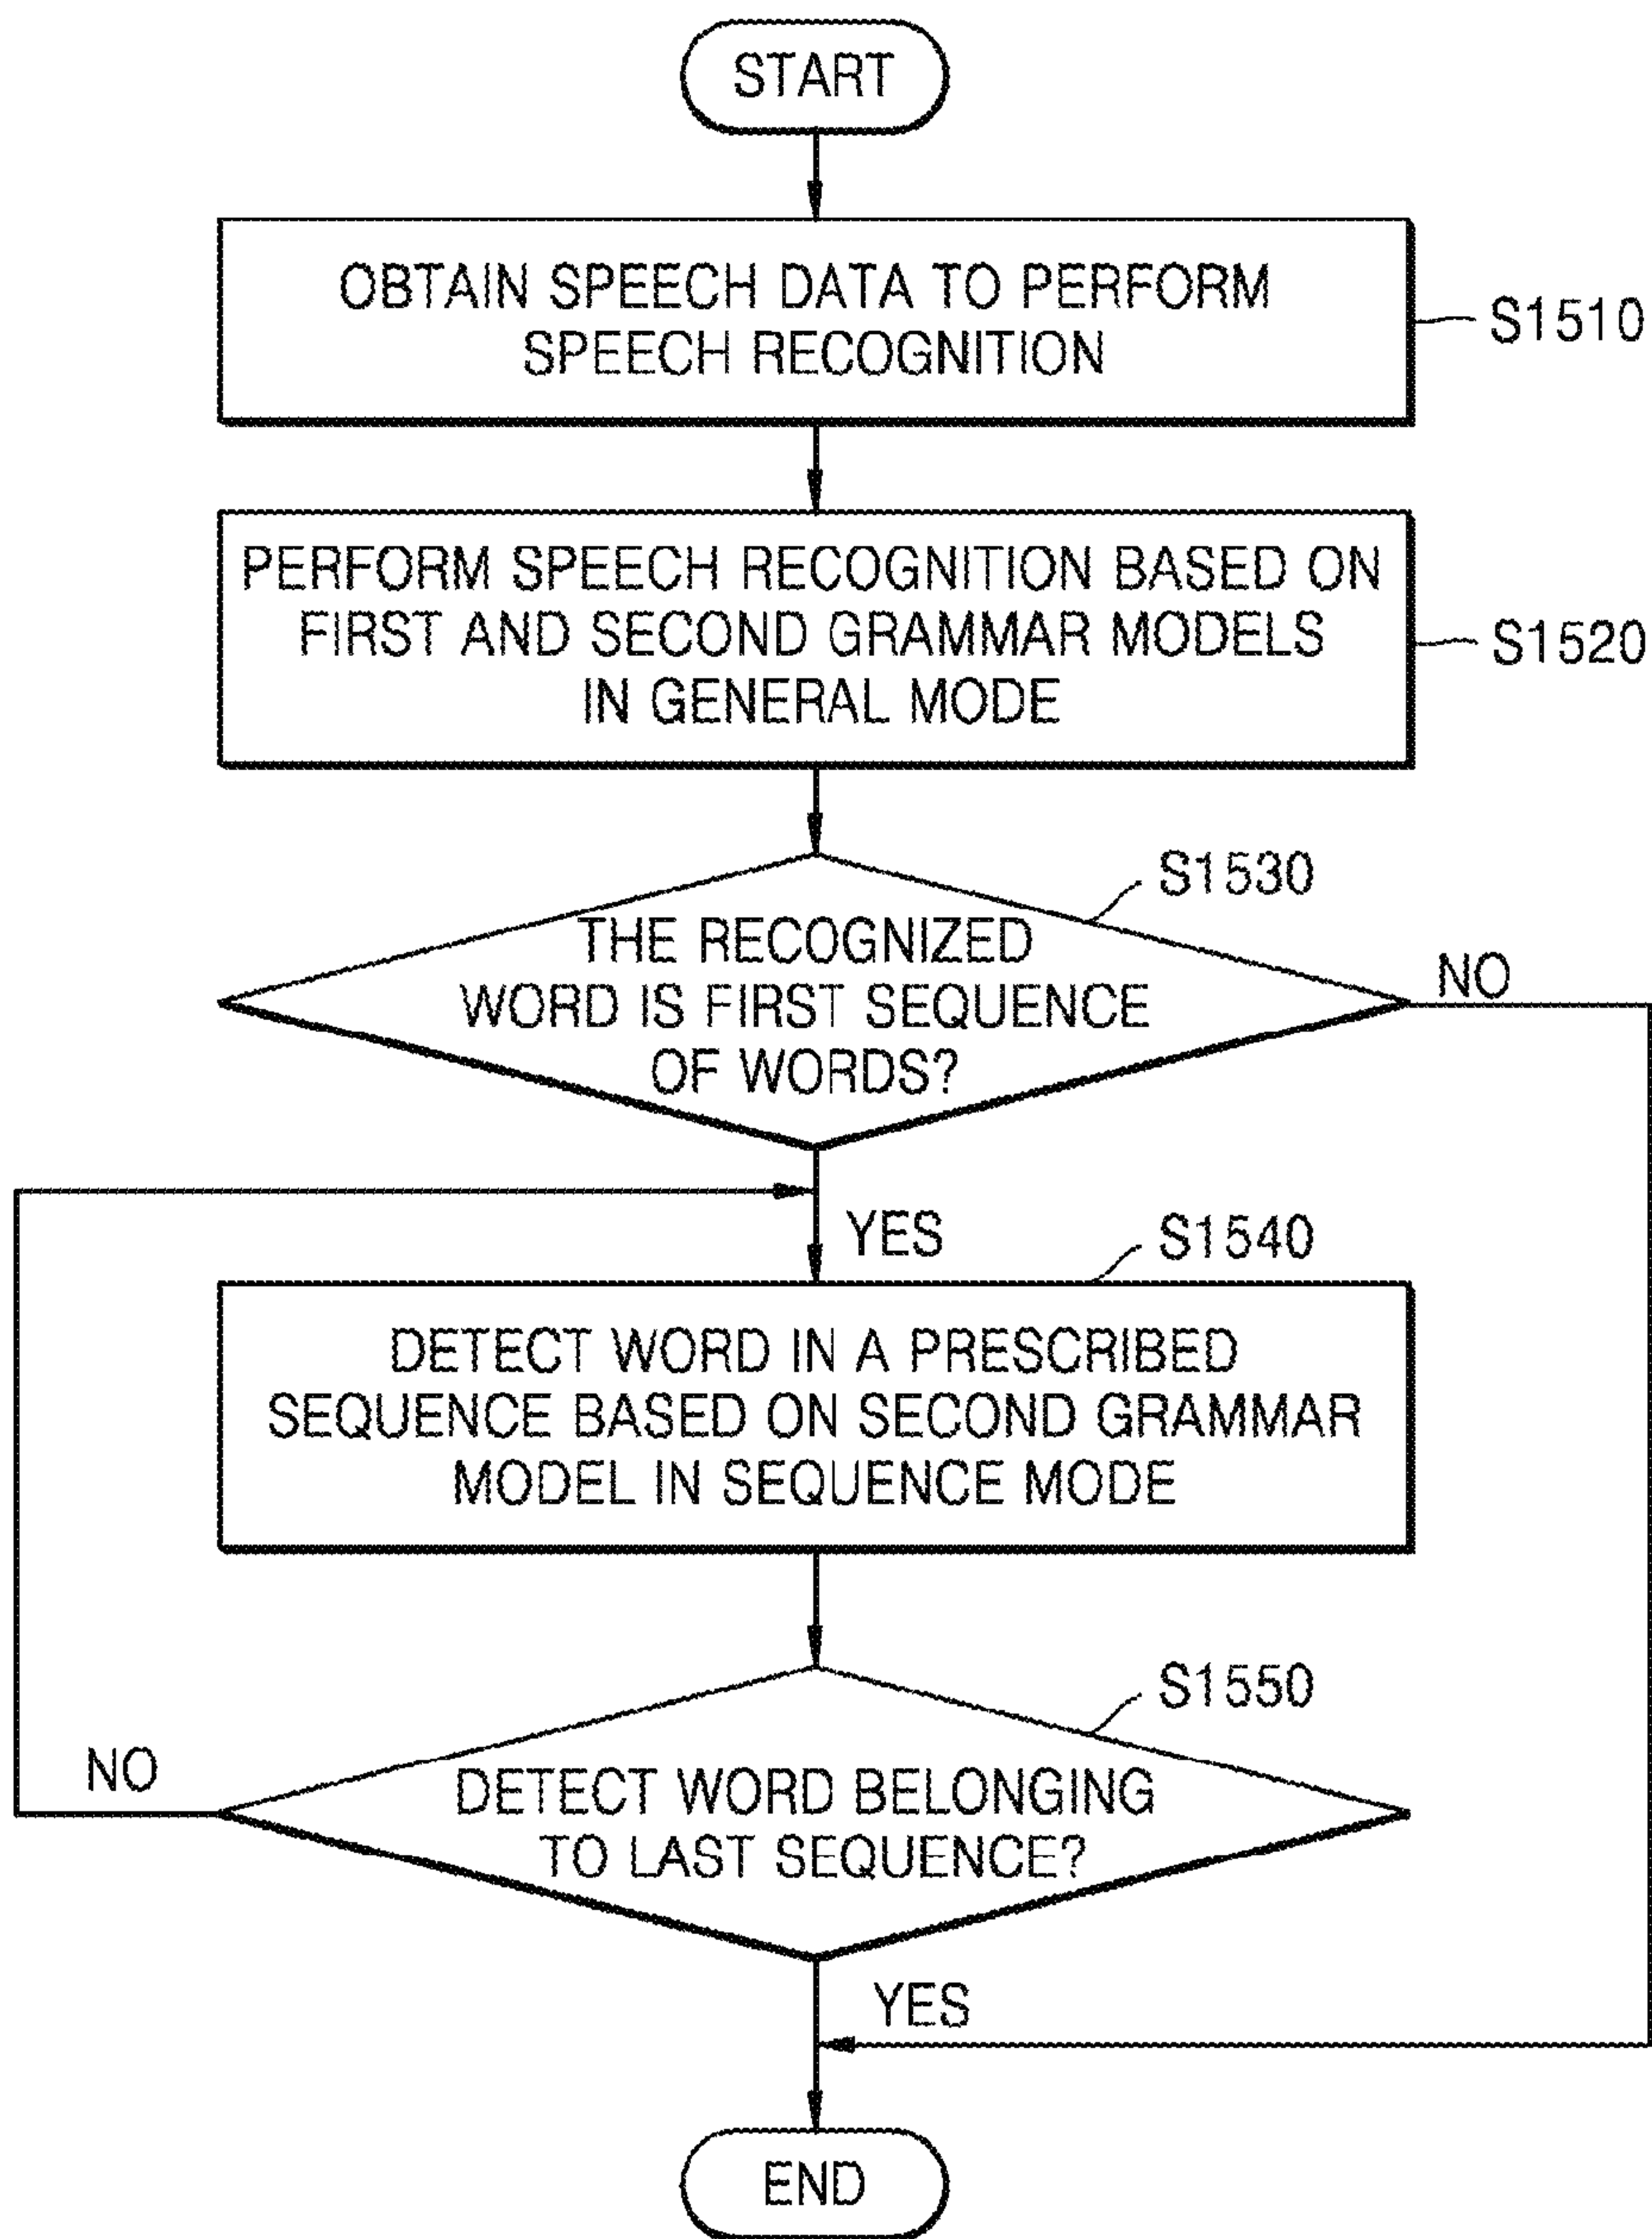 START
OBTAIN SPEECH DATA TO PERFORM
SPEECH RECOGNITION
S1510
PERFORM SPEECH RECOGNITION BASED ON
FIRST AND SECOND GRAMMAR MODELS
IN GENERAL MODE
S1520
S1530
THE RECOGNIZED
WORD IS FIRST SEQUENCE
OF WORDS?
NO
YES
S1540
DETECT WORD IN A PRESCRIBED
SEQUENCE BASED ON SECOND GRAMMAR
MODEL IN SEQUENCE MODE
S1550
NO
DETECT WORD BELONGING
TO LAST SEQUENCE?
YES
END